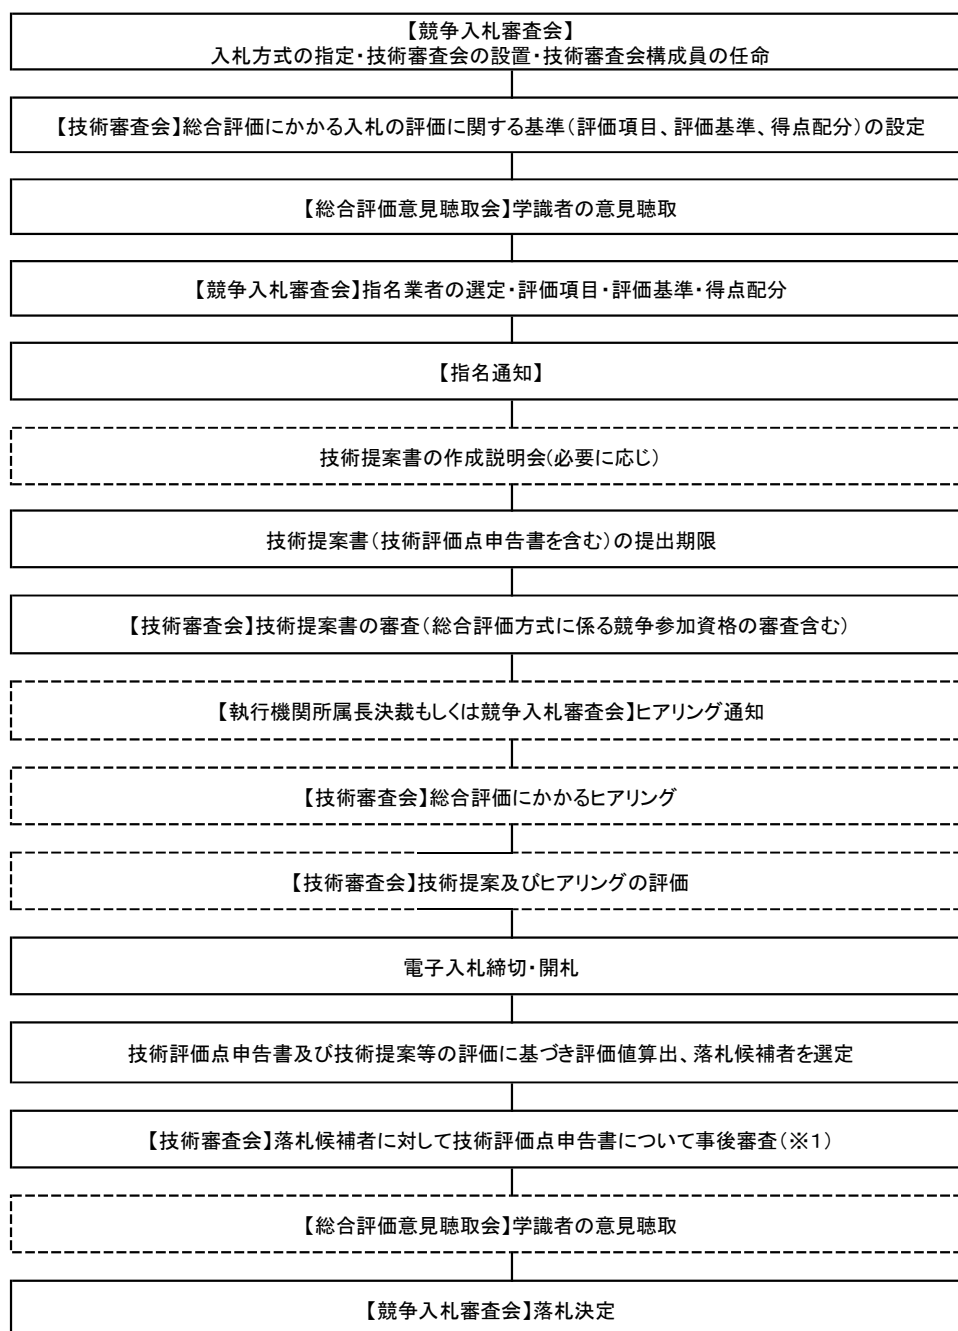 【競争入札審査会】
入札方式の指定・技術審査会の設置・技術審査会構成員の任命
【技術審査会】総合評価にかかる入札の評価に関する基準（評価項目、評価基準、得点配分）の設定
【総合評価意見聴取会】学識者の意見聴取
【競争入札審査会】指名業者の選定・評価項目・評価基準・得点配分
【指名通知】
技術提案書の作成説明会（必要に応じ）
技術提案書（技術評価点申告書を含む）の提出期限
【技術審査会】技術提案書の審査（総合評価方式に係る競争参加資格の審査含む）
【執行機関所属長決裁もしくは競争入札審査会】ヒアリング通知
【技術審査会】総合評価にかかるヒアリング
【技術審査会】技術提案及びヒアリングの評価
電子入札締切・開札
技術評価点申告書及び技術提案等の評価に基づき評価値算出、落札候補者を選定
【技術審査会】落札候補者に対して技術評価点申告書について事後審査（※１）
【総合評価意見聴取会】学識者の意見聴取
【競争入札審査会】落札決定